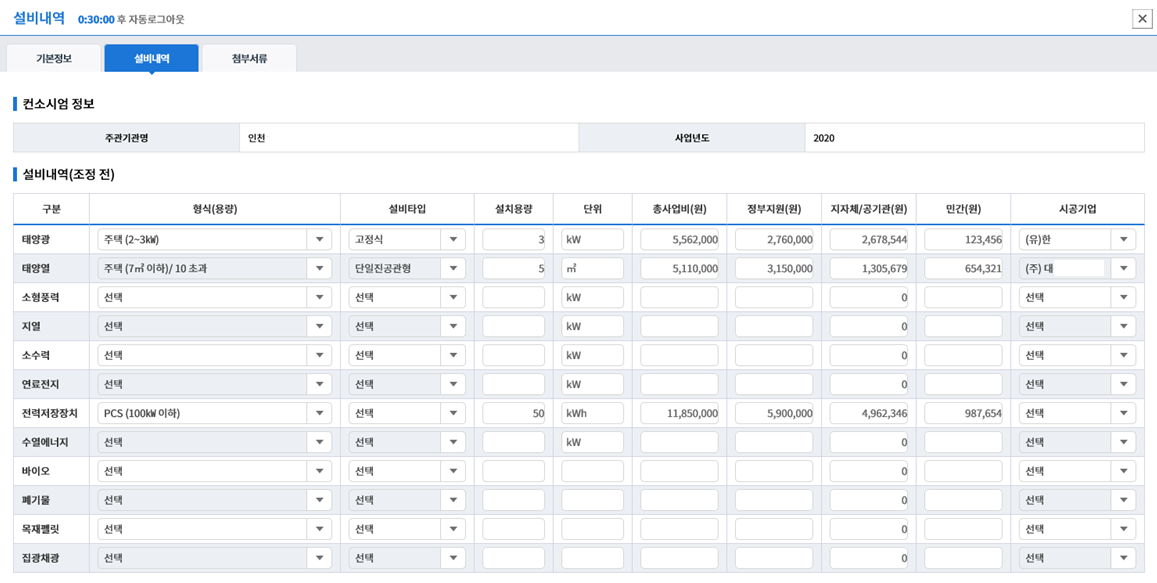 설비내역 0:30:00 후 자동로그아웃
기본정보 설비내역 첨부서류
컨소시엄 정보
주관기관명 인천 사업년도 2020
설비내역(조정 전)
구분 형식(용량) 설비타입 설치용량 단위 총사업비(원) 정부지원(원) 지자체/공기관(원) 민간(원) 시공기업
태양광 주택 (2~3㎾) 고정식 3 kW 5,562,000 2,760,000 2,678,544 123,456 (유)한
태양열 주택 (7㎡ 이하)/ 10 초과 단일진공관형 5 ㎡ 5,110,000 3,150,000 1,305,679 654,321 (주) 대
소형풍력 선택 선택 kW 0 선택
지열 선택 선택 kW 0 선택
소수력 선택 선택 kW 0 선택
연료전지 선택 선택 kW 0 선택
전력저장장치 PCS (100㎾ 이하) 선택 50 kWh 11,850,000 5,900,000 4,962,346 987,654 선택
수열에너지 선택 선택 kW 0 선택
바이오 선택 선택 0 선택
폐기물 선택 선택 0 선택
목재펠릿 선택 선택 0 선택
집광채광 선택 선택 0 선택